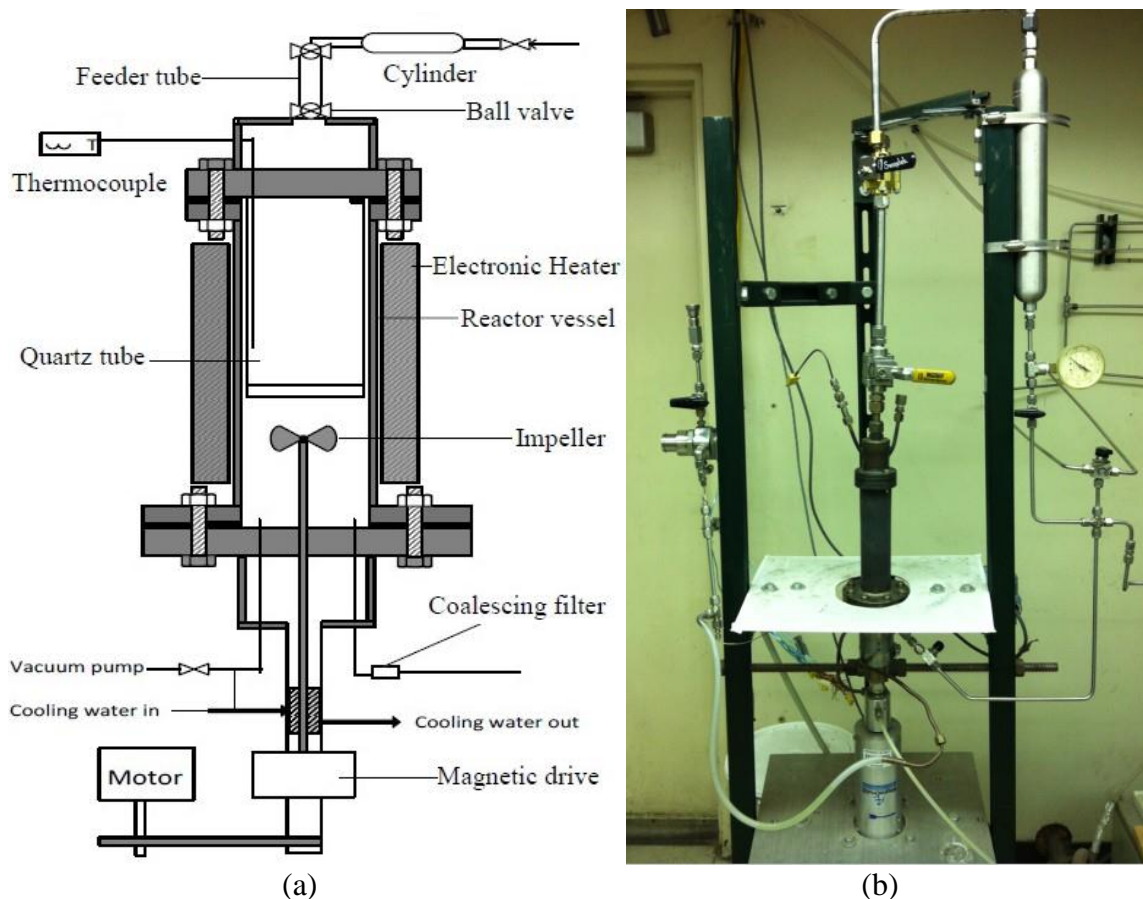 Feeder tube
Cylinder
Ball valve
ω T
Thermocouple
Electronic Heater
Reactor vessel
Quartz tube
Impeller
Coalescing filter
Vacuum pump
Cooling water in
Cooling water out
Motor
Magnetic drive
Swagelok
(a)
(b)